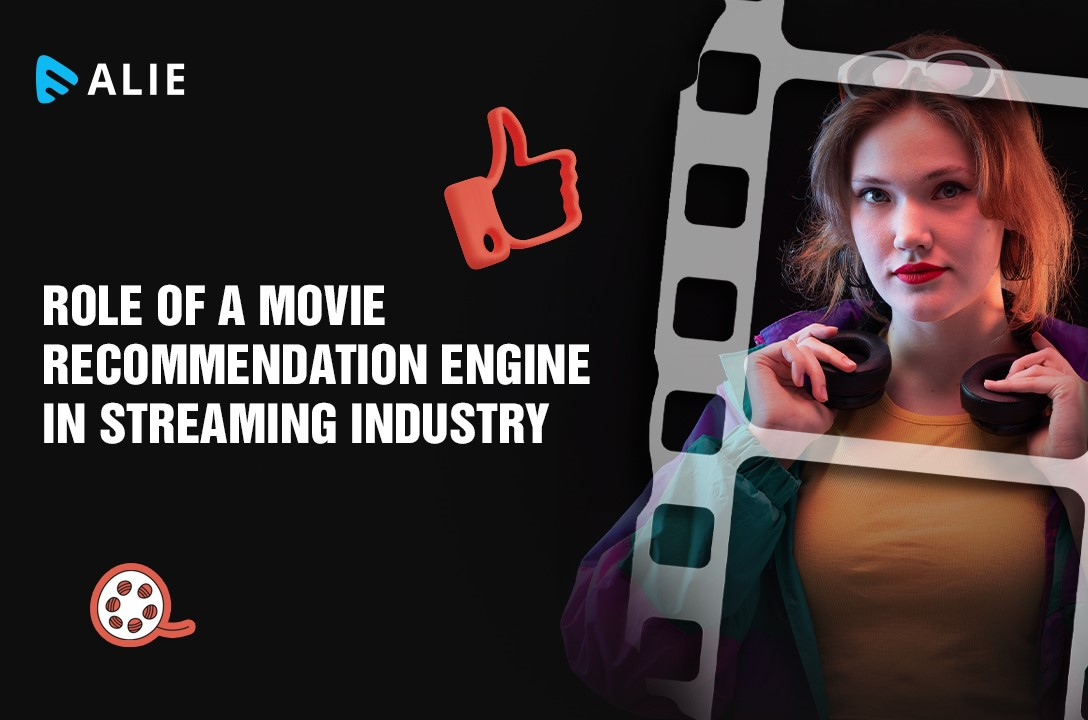 ALIE
ROLE OF A MOVIE
RECOMMENDATION ENGINE
IN STREAMING INDUSTRY